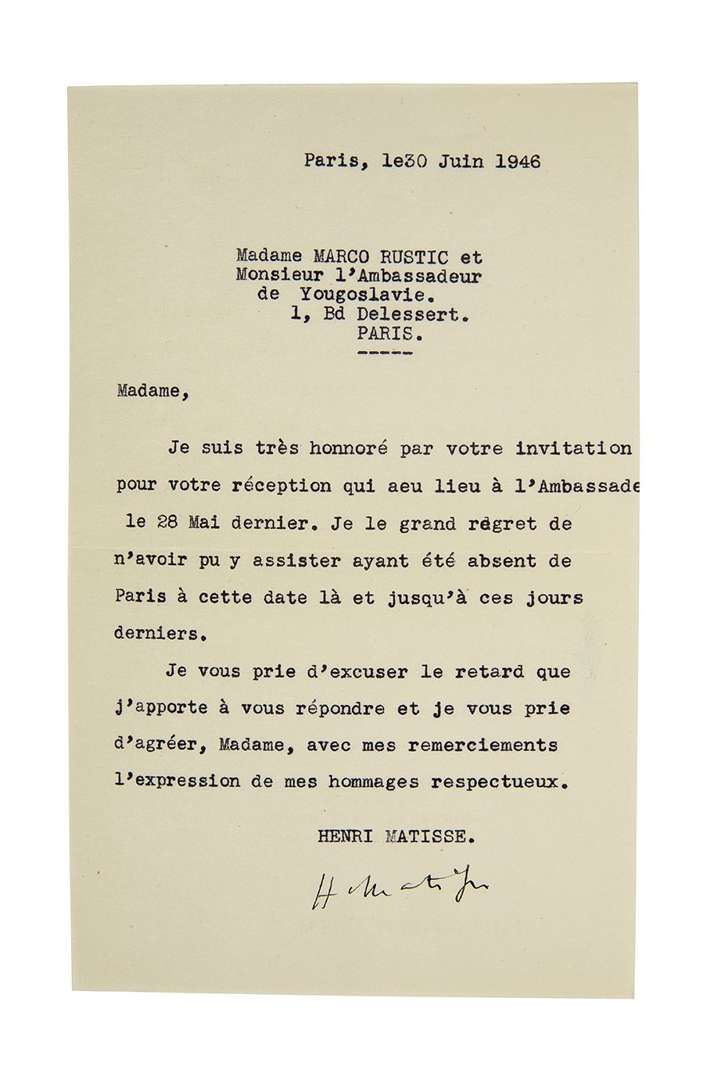 Paris, le30 Juin 1946
Madame MARCO RUSTIC et
Monsieur l'Ambassadeur
de Yougoslavie.
1, Bd Delessert.
PARIS.
-----
Madame,
Je suis très honnoré par votre invitation
pour votre réception qui aeu lieu à l'Ambassade
le 28 Mai dernier. Je le grand régret de
n'avoir pu y assister ayant été absent de
Paris à cette date là et jusqu'à ces jours
derniers.
Je vous prie d'excuser le retard que
j'apporte à vous répondre et je vous prie
d'agréer, Madame, avec mes remerciements
l'expression de mes hommages respectueux.
HENRI MATISSE.
H Matisse